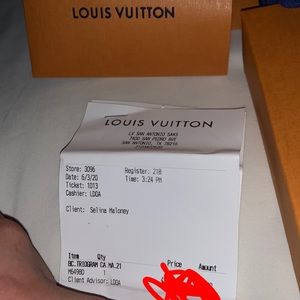 LOUIS VUITTON
LOUIS VUITTON
LV SAN ANTONIO SAKS
7400 SAN PEDRO AVE
SAN ANTONIO, TX 78216
Store: 3096 Register: 218
Date: 6/3/20 Time: 3:24 PM
Ticket: 1013
Cashier: LDOA
Client: Selina Maloney
Item Qty Price Amount
BC.TRIOGRAM CA.HA.21
M64980 1
Client Advisor: LDOA